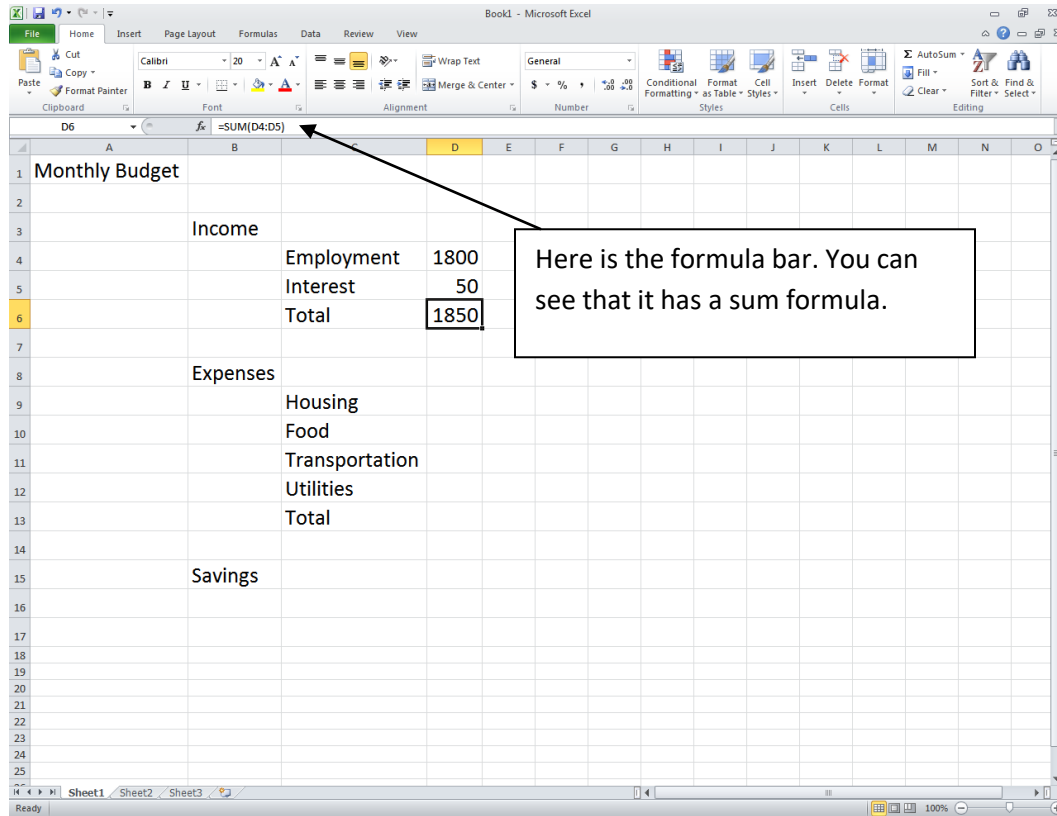 Book1 - Microsoft Excel
File Home Insert Page Layout Formulas Data Review View
Paste
Cut
Copy
Format Painter
Clipboard
Calibri 20 A A
B I U A
Font
Wrap Text
Merge & Center
Alignment
General
$ % , .0 .00 .00 .0
Number
Conditional Formatting
Format as Table
Cell Styles
Styles
Insert Delete Format
Cells
Σ AutoSum
Fill
Clear
Sort & Filter
Find & Select
Editing
D6 fx =SUM(D4:D5)
A B C D E F G H I J K L M N O
1 Monthly Budget
2
3 Income
4 Employment 1800
5 Interest 50
6 Total 1850
7
8 Expenses
9 Housing
10 Food
11 Transportation
12 Utilities
13 Total
14
15 Savings
16
17
18
19
20
21
22
23
24
25
Here is the formula bar. You can
see that it has a sum formula.
Sheet1 Sheet2 Sheet3
Ready 100%